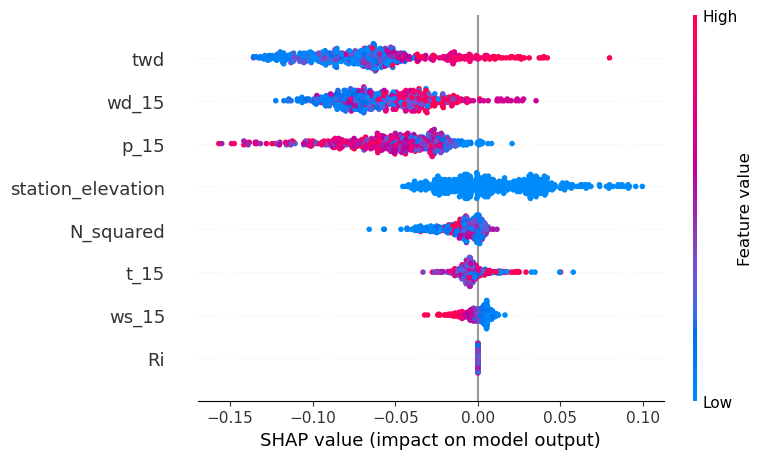 High
twd
wd_15
p_15
station_elevation
N_squared
t_15
ws_15
Ri
Feature value
Low
−0.15 −0.10 −0.05 0.00 0.05 0.10
SHAP value (impact on model output)